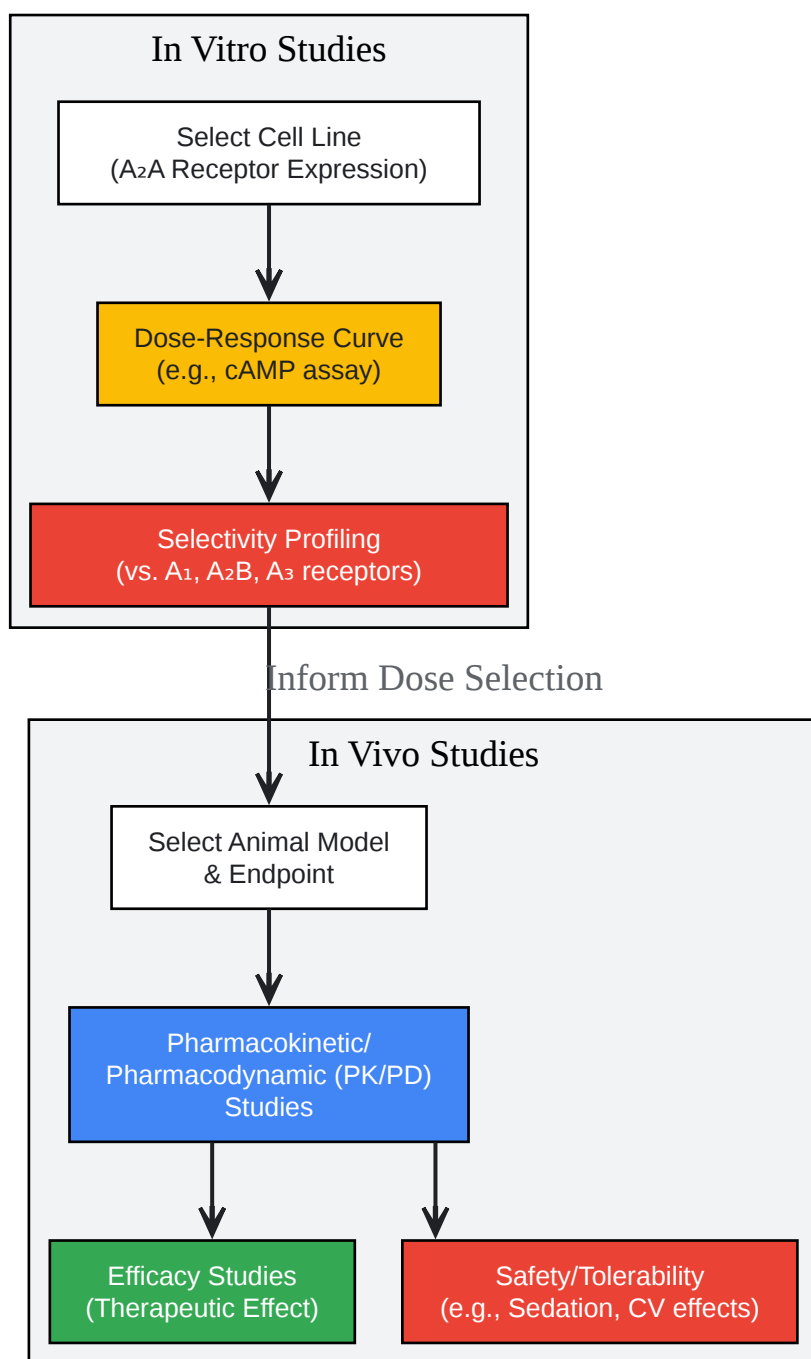 In Vitro Studies
Select Cell Line
(A₂A Receptor Expression)
Dose-Response Curve
(e.g., cAMP assay)
Selectivity Profiling
(vs. A₁, A₂B, A₃ receptors)
Inform Dose Selection
In Vivo Studies
Select Animal Model
& Endpoint
Pharmacokinetic/
Pharmacodynamic (PK/PD)
Studies
Efficacy Studies
(Therapeutic Effect)
Safety/Tolerability
(e.g., Sedation, CV effects)